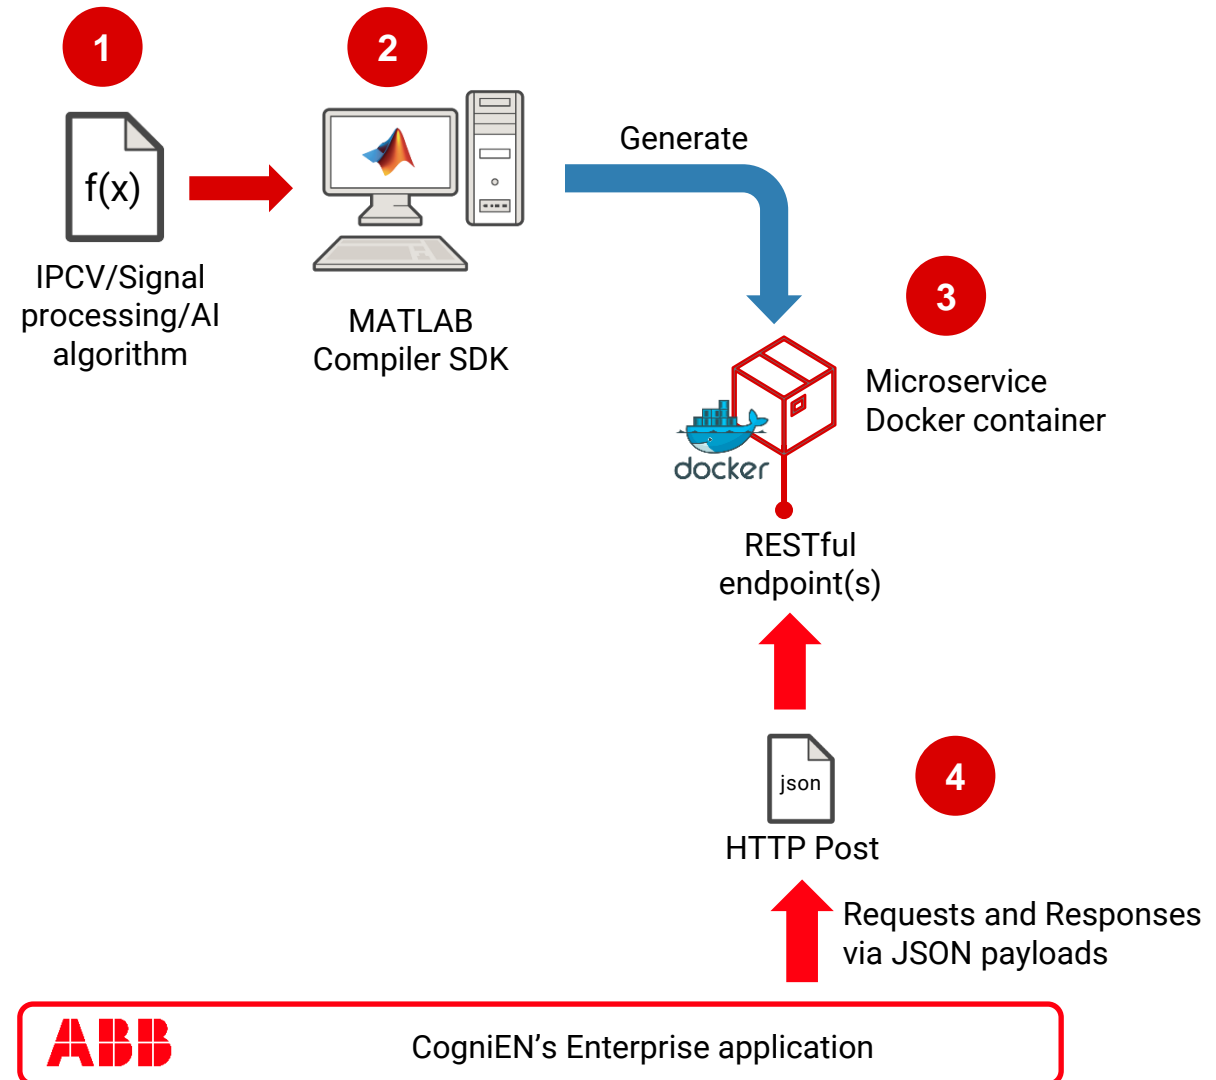 1
2
f(x)
Generate
IPCV/Signal
processing/AI
algorithm
MATLAB
Compiler SDK
3
Microservice
Docker container
docker
RESTful
endpoint(s)
json
4
HTTP Post
Requests and Responses
via JSON payloads
ABB
CogniEN's Enterprise application